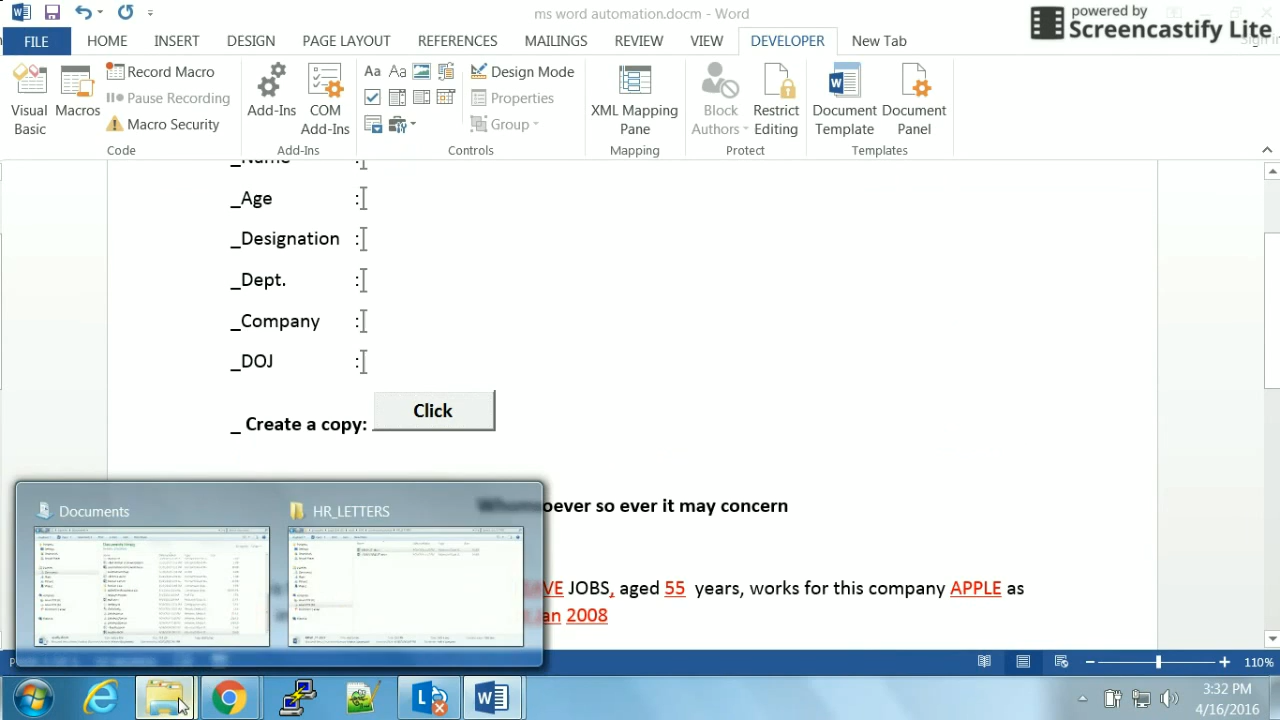 ms word automation.docm - Word
powered by
Screencastify Lite
FILE HOME INSERT DESIGN PAGE LAYOUT REFERENCES MAILINGS REVIEW VIEW DEVELOPER New Tab
Visual Basic
Macros
Record Macro
Pause Recording
Macro Security
Code
Add-Ins
COM Add-Ins
Add-Ins
Aa Aa
Design Mode
Properties
Group
Controls
XML Mapping Pane
Mapping
Block Authors
Restrict Editing
Protect
Document Template
Document Panel
Templates
_Name :
_Age :
_Designation :
_Dept. :
_Company :
_DOJ :
_ Create a copy: Click
oever so ever it may concern
JOBS, aged 55 years, works for this company APPLE as
2008
Documents
HR_LETTERS
110%
3:32 PM
4/16/2016